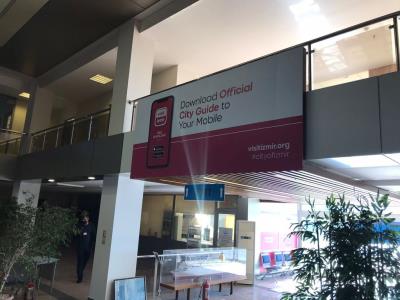 Download Official
City Guide to
Your Mobile
visitizmir.org
#cityofizmir